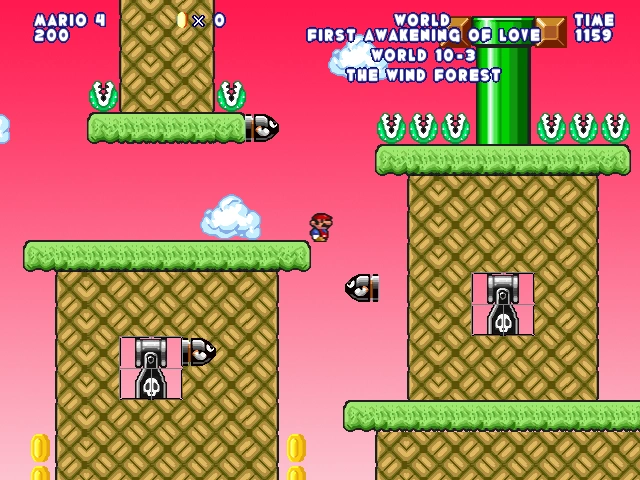 MARIO 4
200
× 0
WORLD
FIRST AWAKENING OF LOVE
WORLD 10-3
THE WIND FOREST
TIME
1159